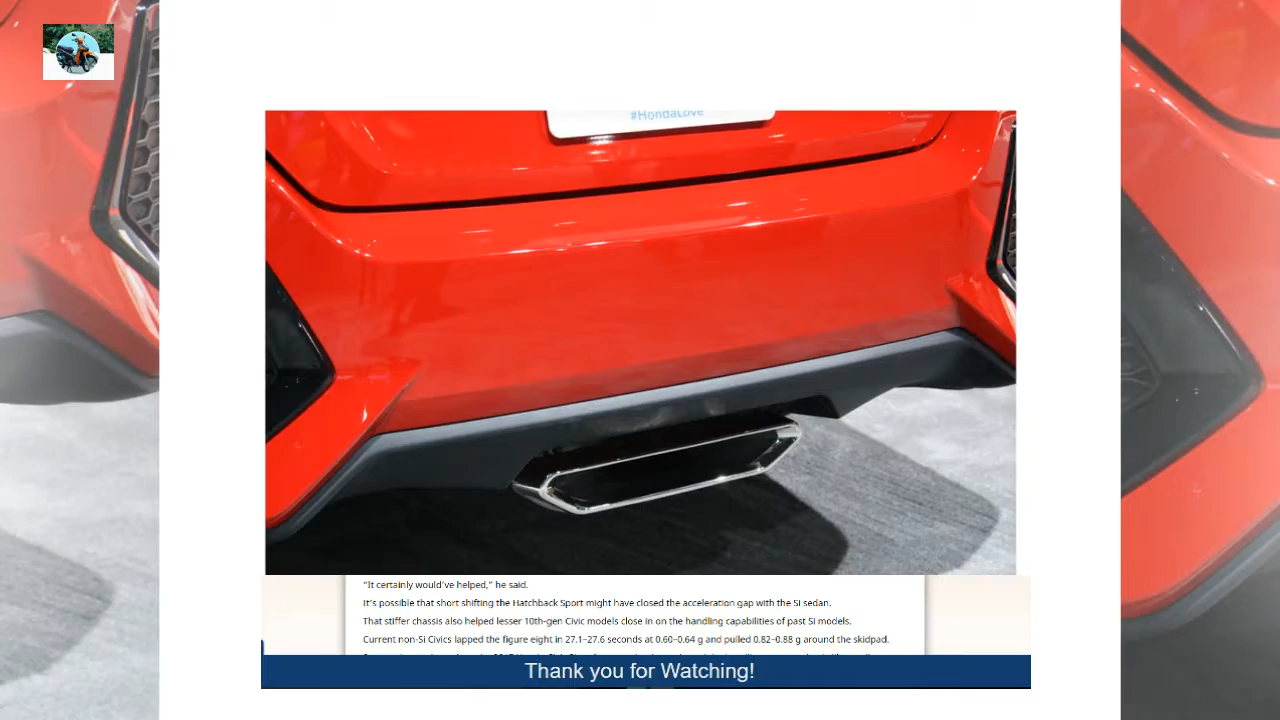 #HondaLove
“It certainly would’ve helped,” he said.
It’s possible that short shifting the Hatchback Sport might have closed the acceleration gap with the Si sedan.
That stiffer chassis also helped lesser 10th-gen Civic models close in on the handling capabilities of past Si models.
Current non-Si Civics lapped the figure eight in 27.1–27.6 seconds at 0.60–0.64 g and pulled 0.82–0.88 g around the skidpad.
Thank you for Watching!